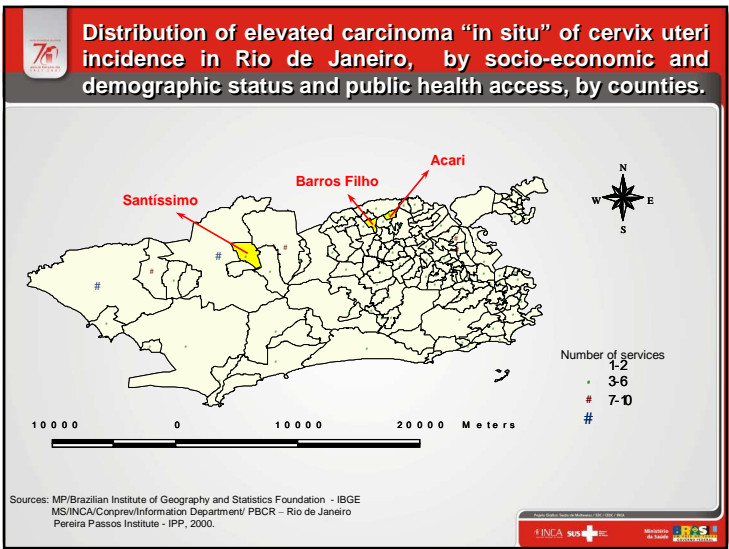 Distribution of elevated carcinoma “in situ” of cervix uteri
incidence in Rio de Janeiro, by socio-economic and
demographic status and public health access, by counties.
Acari
Barros Filho
Santíssimo
N
W E
S
#
#
#
#
#
Number of services
1-2
3-6
# 7-10
#
10000 0 10000 20000 Meters
Sources: MP/Brazilian Institute of Geography and Statistics Foundation - IBGE
MS/INCA/Conprev/Information Department/ PBCR – Rio de Janeiro
Pereira Passos Institute - IPP, 2000.
INCA SUS Ministério da Saúde BRASIL
GOVERNO FEDERAL